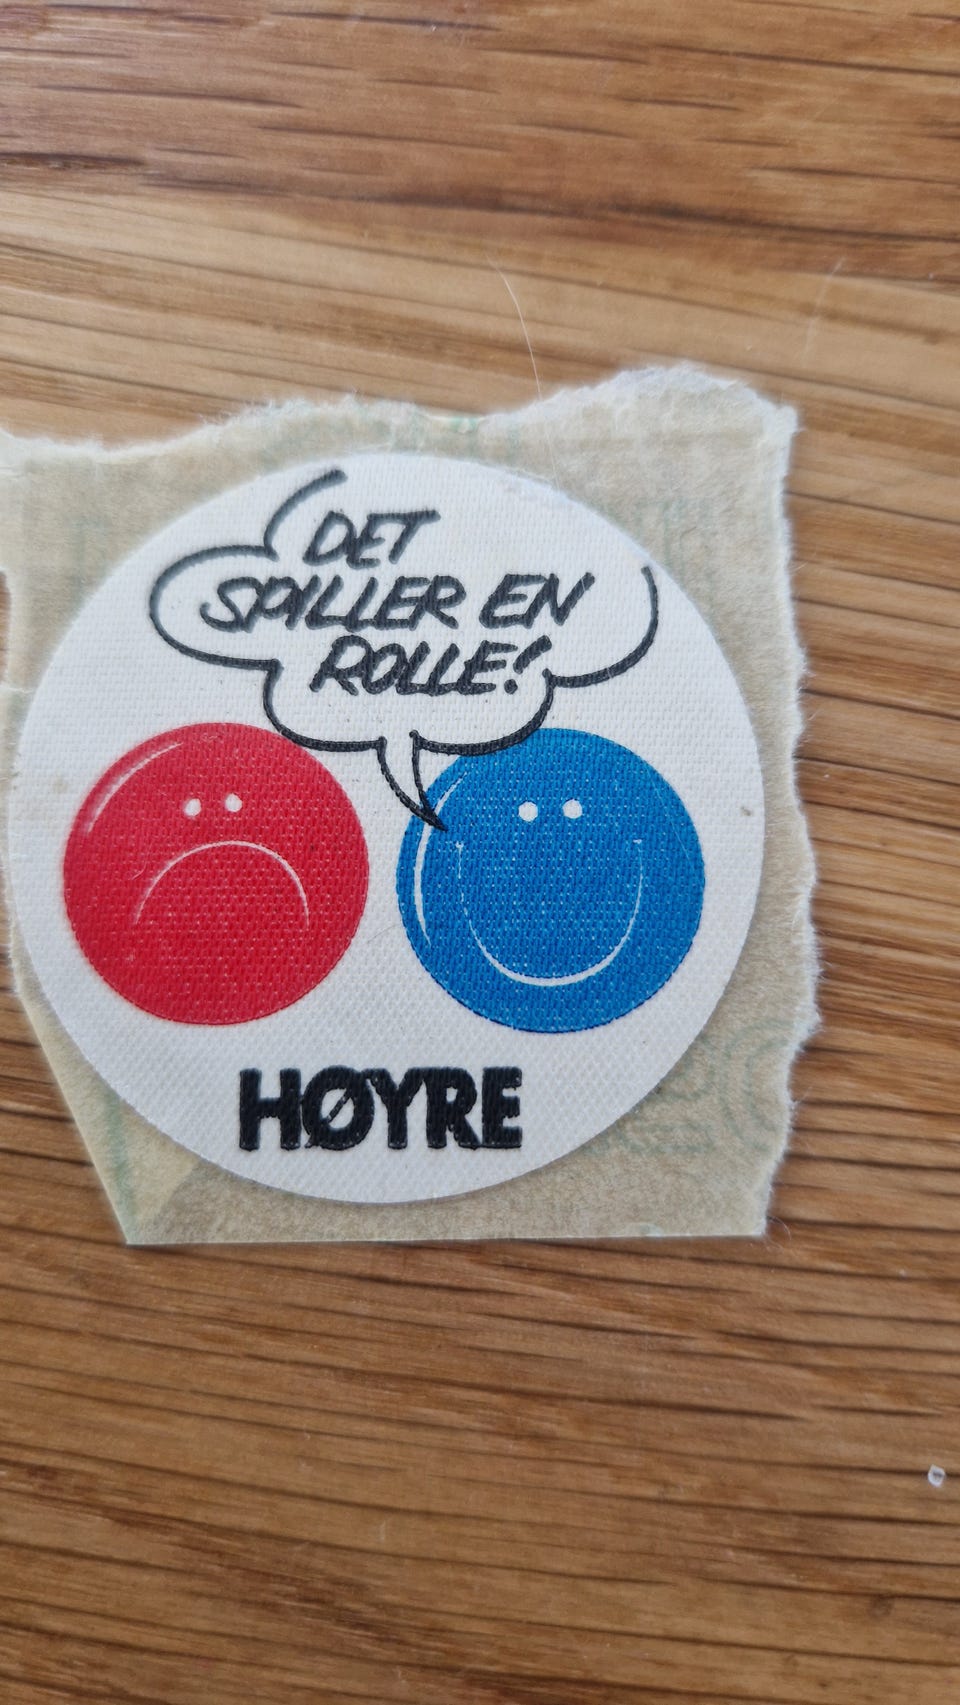 DET
SPILLER EN
ROLLE!
HØYRE